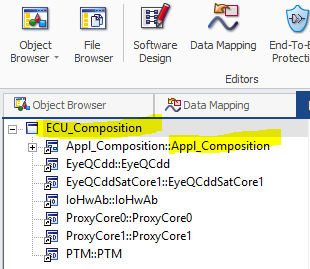 Object
Browser
File
Browser
Software
Design
Data Mapping
End-To-E
Protecti
Editors
Object Browser
Data Mapping
ECU_Composition
Appl_Composition::Appl_Composition
EyeQCdd::EyeQCdd
EyeQCddSatCore1::EyeQCddSatCore1
IoHwAb::IoHwAb
ProxyCore0::ProxyCore0
ProxyCore1::ProxyCore1
PTM::PTM